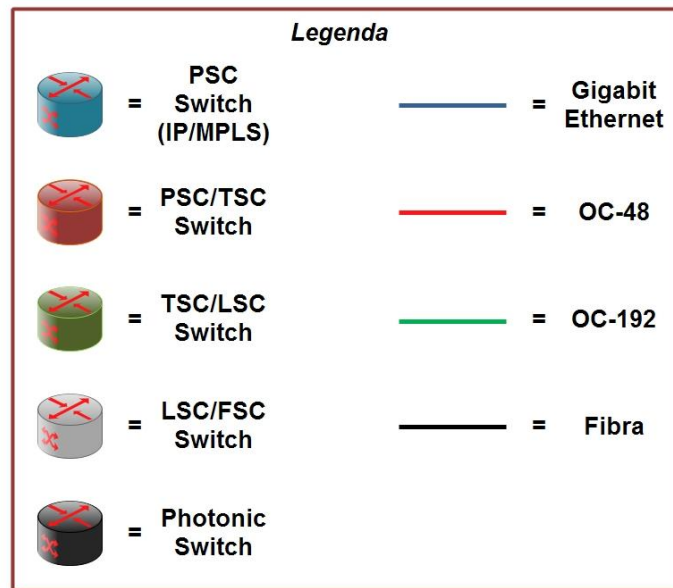 Legenda
=
PSC
Switch
(IP/MPLS)
=
Gigabit
Ethernet
=
PSC/TSC
Switch
=
OC-48
=
TSC/LSC
Switch
=
OC-192
=
LSC/FSC
Switch
=
Fibra
=
Photonic
Switch